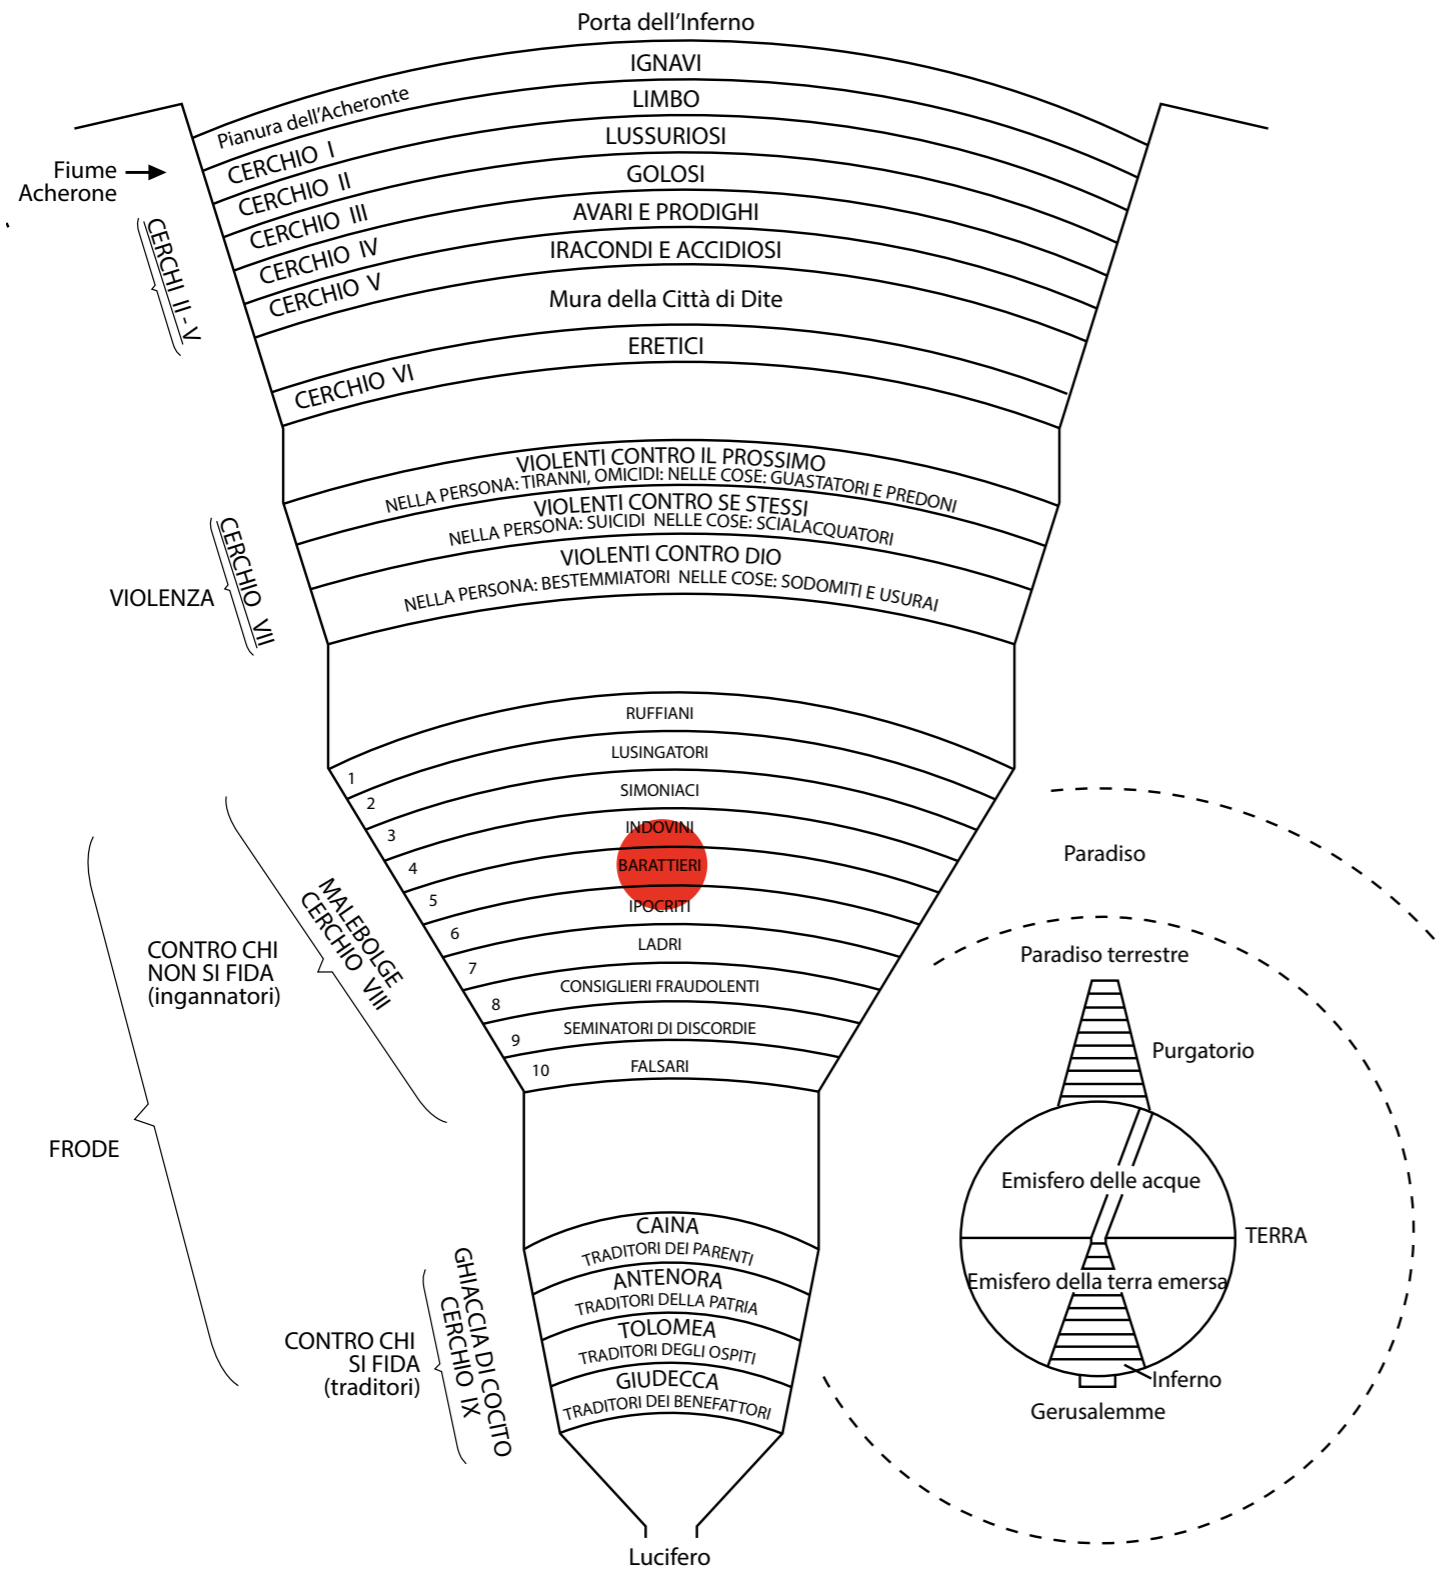 Porta dell'Inferno
IGNAVI
Pianura dell'Acheronte
LIMBO
CERCHIO I
LUSSURIOSI
CERCHIO II
GOLOSI
CERCHIO III
AVARI E PRODIGHI
CERCHIO IV
IRACONDI E ACCIDIOSI
CERCHIO V
Fiume
Acherone
CERCHI II - V
Mura della Città di Dite
ERETICI
CERCHIO VI
VIOLENTI CONTRO IL PROSSIMO
NELLA PERSONA: TIRANNI, OMICIDI: NELLE COSE: GUASTATORI E PREDONI
VIOLENTI CONTRO SE STESSI
NELLA PERSONA: SUICIDI NELLE COSE: SCIALACQUATORI
VIOLENTI CONTRO DIO
NELLA PERSONA: BESTEMMIATORI NELLE COSE: SODOMITI E USURAI
CERCHIO VII
VIOLENZA
RUFFIANI
1
LUSINGATORI
2
SIMONIACI
3
INDOVINI
4
BARATTIERI
5
IPOCRITI
6
LADRI
7
CONSIGLIERI FRAUDOLENTI
8
SEMINATORI DI DISCORDIE
9
FALSARI
10
MALEBOLGE
CERCHIO VIII
CONTRO CHI
NON SI FIDA
(ingannatori)
FRODE
CAINA
TRADITORI DEI PARENTI
ANTENORA
TRADITORI DELLA PATRIA
TOLOMEA
TRADITORI DEGLI OSPITI
GIUDECCA
TRADITORI DEI BENEFATTORI
GHIACCIA DI COCITO
CERCHIO IX
CONTRO CHI
SI FIDA
(traditori)
Lucifero
Paradiso
Paradiso terrestre
Purgatorio
Emisfero delle acque
TERRA
Emisfero della terra emersa
Inferno
Gerusalemme